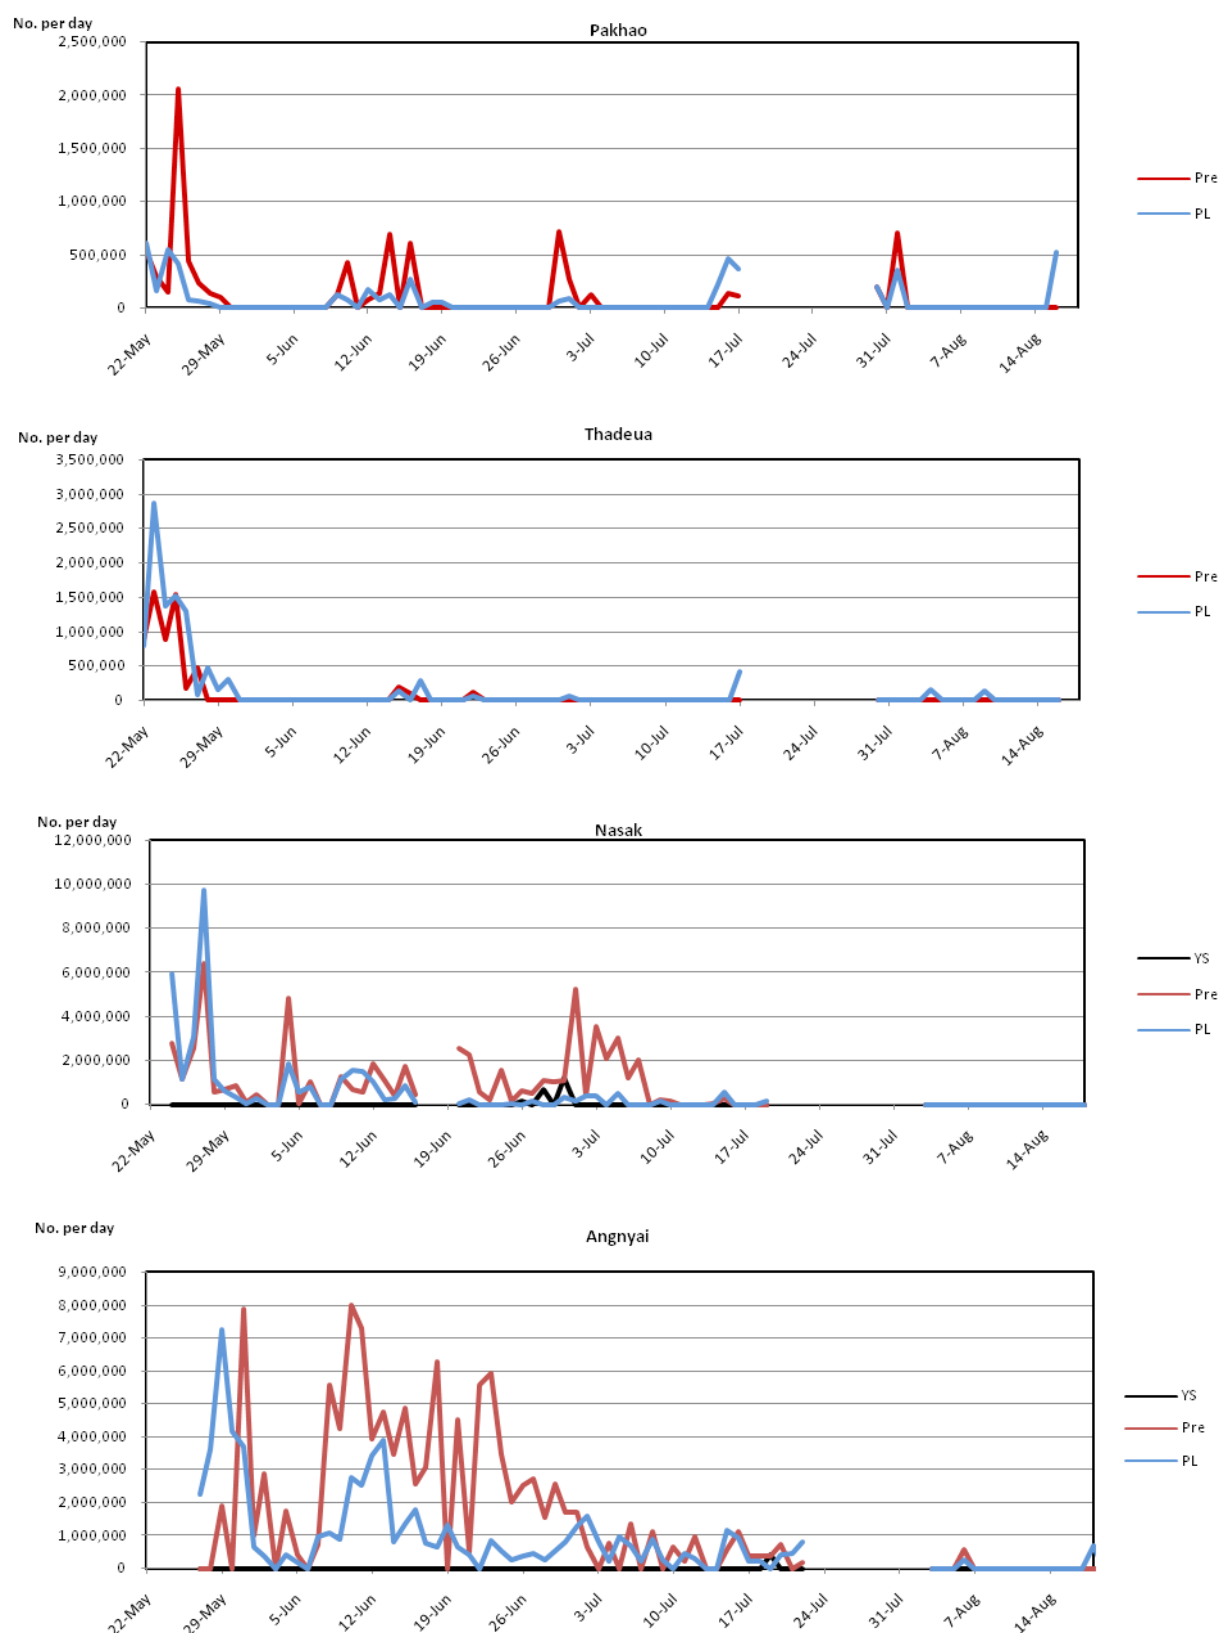 No. per day
Pakhao
2,500,000
2,000,000
1,500,000
1,000,000
500,000
0
22-May
29-May
5-Jun
12-Jun
19-Jun
26-Jun
3-Jul
10-Jul
17-Jul
24-Jul
31-Jul
7-Aug
14-Aug
Pre
PL
No. per day
Thadeua
3,500,000
3,000,000
2,500,000
2,000,000
1,500,000
1,000,000
500,000
0
22-May
29-May
5-Jun
12-Jun
19-Jun
26-Jun
3-Jul
10-Jul
17-Jul
24-Jul
31-Jul
7-Aug
14-Aug
Pre
PL
No. per day
Nasak
12,000,000
10,000,000
8,000,000
6,000,000
4,000,000
2,000,000
0
22-May
29-May
5-Jun
12-Jun
19-Jun
26-Jun
3-Jul
10-Jul
17-Jul
24-Jul
31-Jul
7-Aug
14-Aug
YS
Pre
PL
No. per day
Angnyai
9,000,000
8,000,000
7,000,000
6,000,000
5,000,000
4,000,000
3,000,000
2,000,000
1,000,000
0
22-May
29-May
5-Jun
12-Jun
19-Jun
26-Jun
3-Jul
10-Jul
17-Jul
24-Jul
31-Jul
7-Aug
14-Aug
YS
Pre
PL